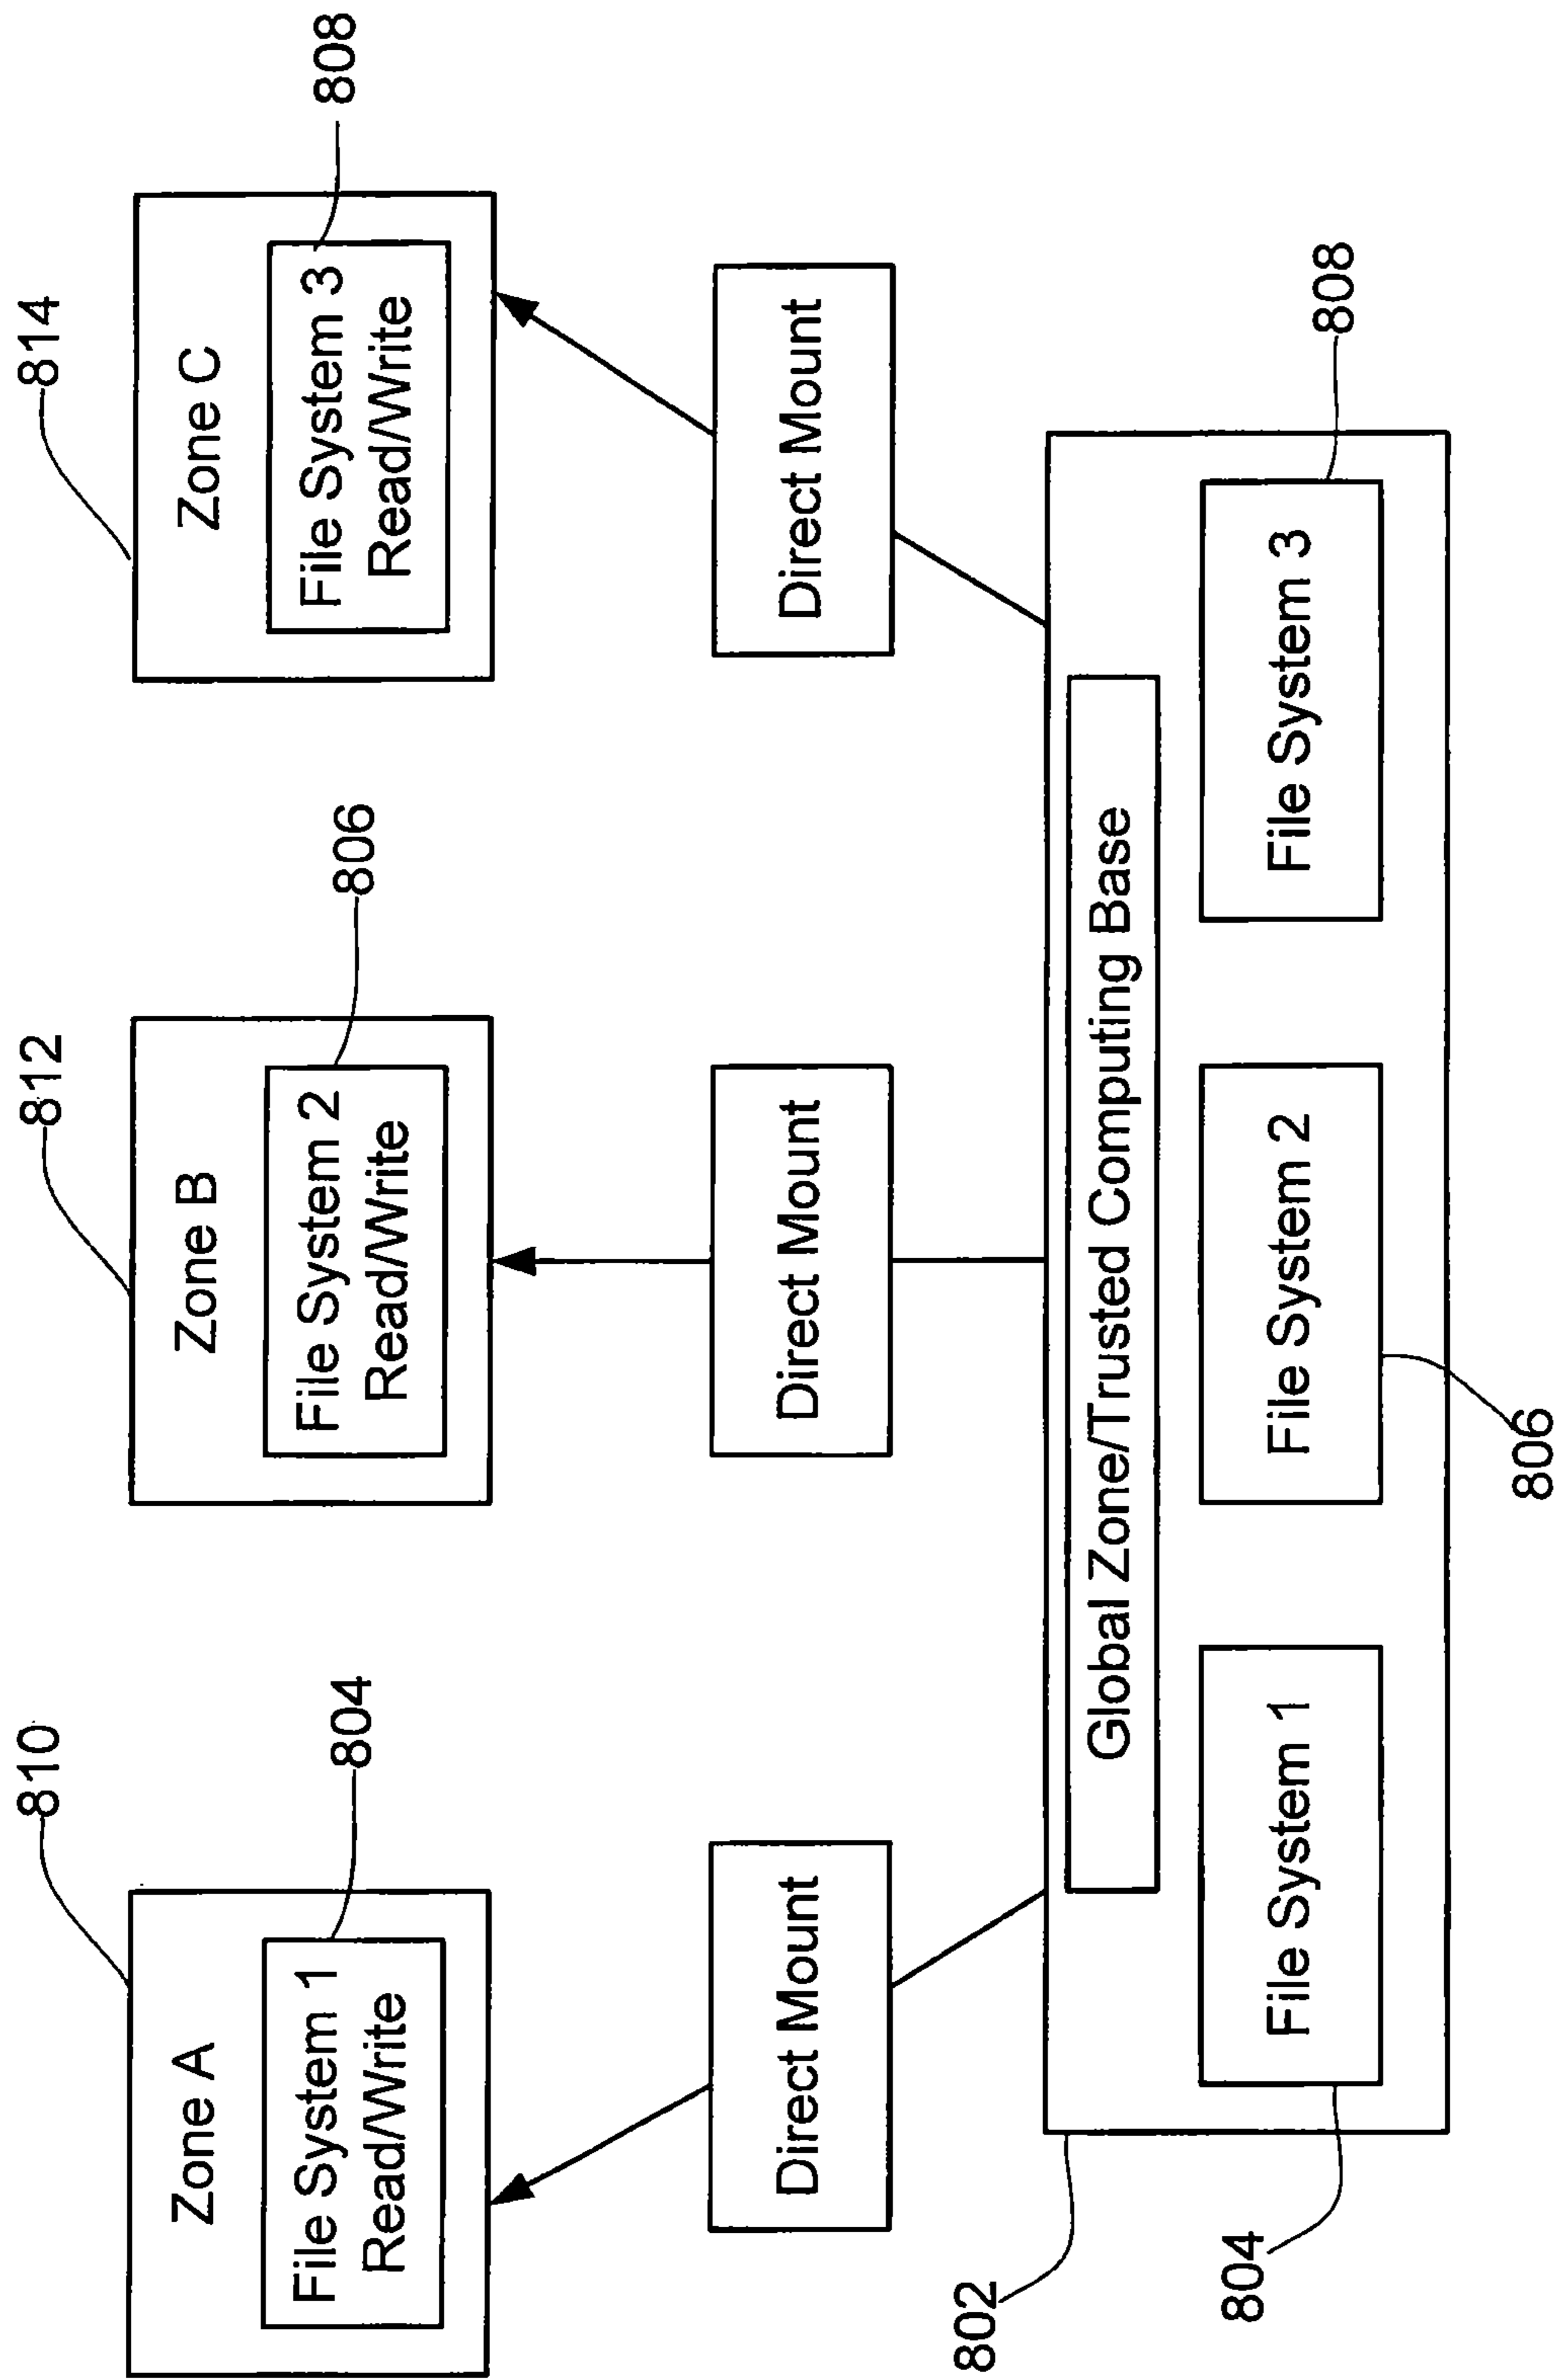 810
812
814
Zone A
Zone B
Zone C
804
806
808
File System 1
Read/Write
File System 2
Read/Write
File System 3
Read/Write
Direct Mount
Direct Mount
Direct Mount
802
Global Zone/Trusted Computing Base
808
File System 1
File System 2
File System 3
804
806